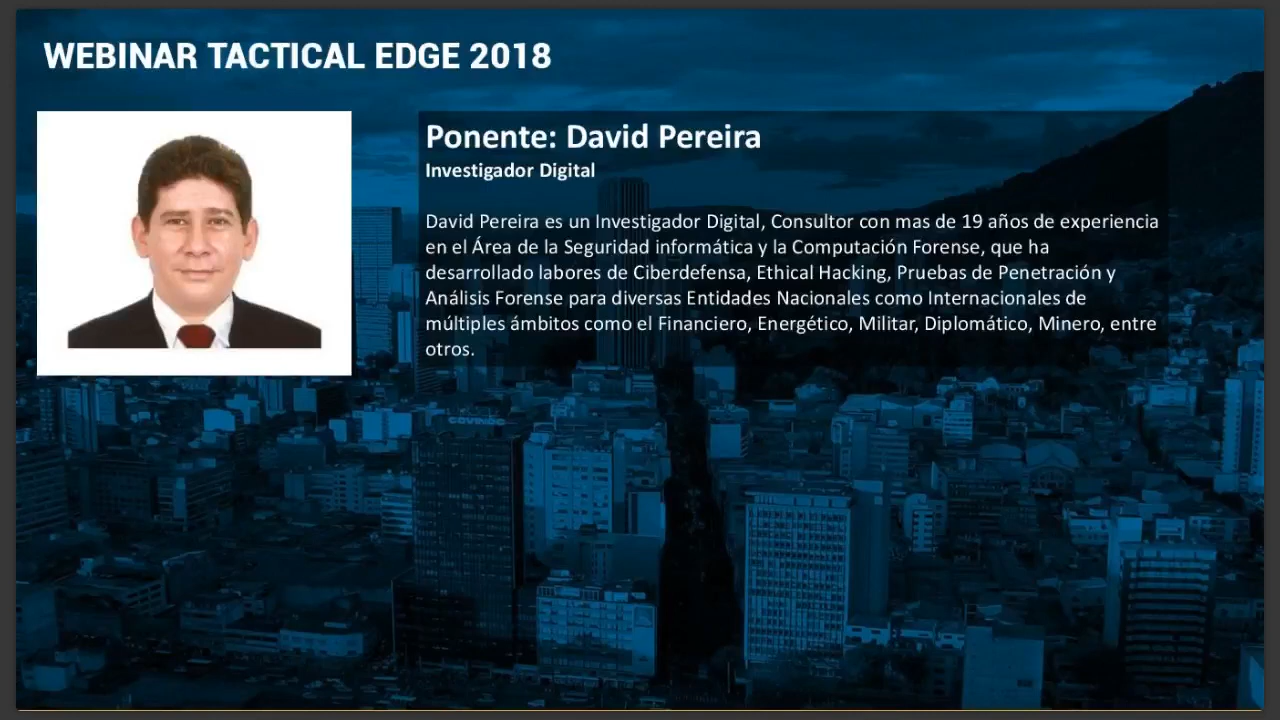 WEBINAR TACTICAL EDGE 2018
Ponente: David Pereira
Investigador Digital
David Pereira es un Investigador Digital, Consultor con mas de 19 años de experiencia
en el Área de la Seguridad informática y la Computación Forense, que ha
desarrollado labores de Ciberdefensa, Ethical Hacking, Pruebas de Penetración y
Análisis Forense para diversas Entidades Nacionales como Internacionales de
múltiples ámbitos como el Financiero, Energético, Militar, Diplomático, Minero, entre
otros.
COVINOC